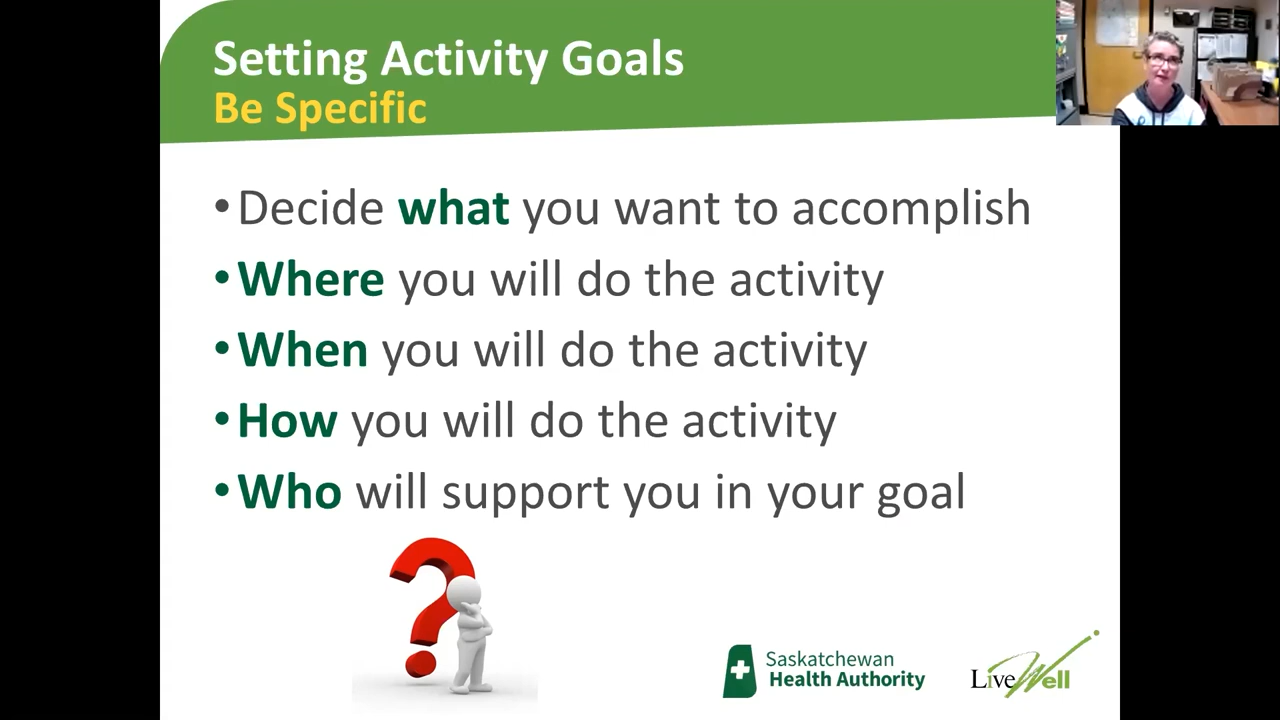 Setting Activity Goals
Be Specific
•Decide what you want to accomplish
•Where you will do the activity
•When you will do the activity
•How you will do the activity
•Who will support you in your goal
Saskatchewan
Health Authority
LiveWell